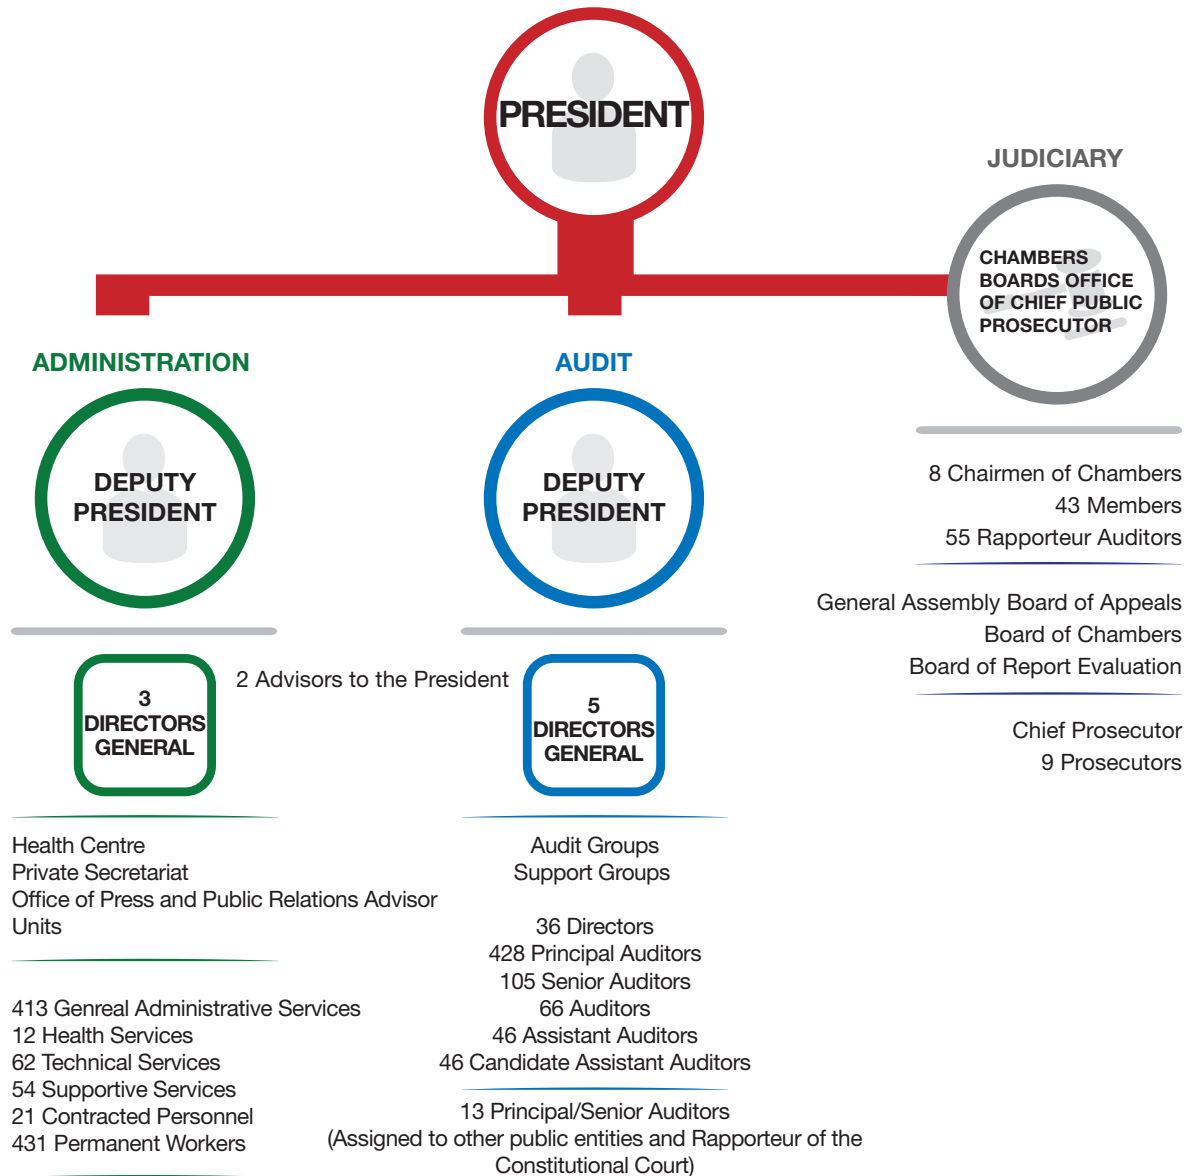 PRESIDENT
JUDICIARY
CHAMBERS
BOARDS OFFICE
OF CHIEF PUBLIC
PROSECUTOR
8 Chairmen of Chambers
43 Members
55 Rapporteur Auditors
General Assembly Board of Appeals
Board of Chambers
Board of Report Evaluation
Chief Prosecutor
9 Prosecutors
ADMINISTRATION
DEPUTY
PRESIDENT
3
DIRECTORS
GENERAL
2 Advisors to the President
Health Centre
Private Secretariat
Office of Press and Public Relations Advisor
Units
413 Genreal Administrative Services
12 Health Services
62 Technical Services
54 Supportive Services
21 Contracted Personnel
431 Permanent Workers
AUDIT
DEPUTY
PRESIDENT
5
DIRECTORS
GENERAL
Audit Groups
Support Groups
36 Directors
428 Principal Auditors
105 Senior Auditors
66 Auditors
46 Assistant Auditors
46 Candidate Assistant Auditors
13 Principal/Senior Auditors
(Assigned to other public entities and Rapporteur of the
Constitutional Court)